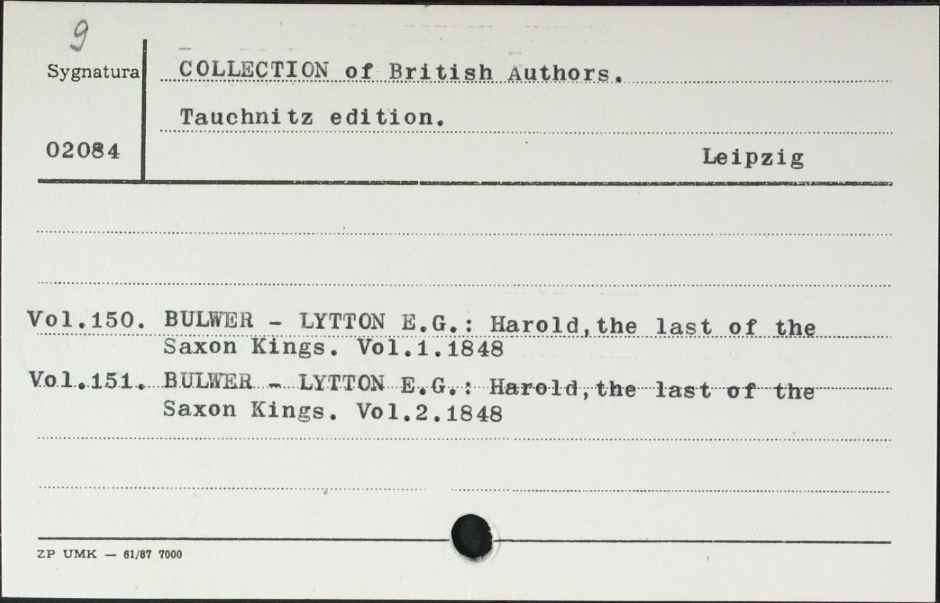 9
Sygnatura
COLLECTION of British Authors.
Tauchnitz edition.
02084
Leipzig
Vol.150. BULWER - LYTTON E.G.: Harold,the last of the
Saxon Kings. Vol.1.1848
Vol.151. BULWER - LYTTON E.G.: Harold,the last of the
Saxon Kings. Vol.2.1848
ZP UMK — 61/87 7000